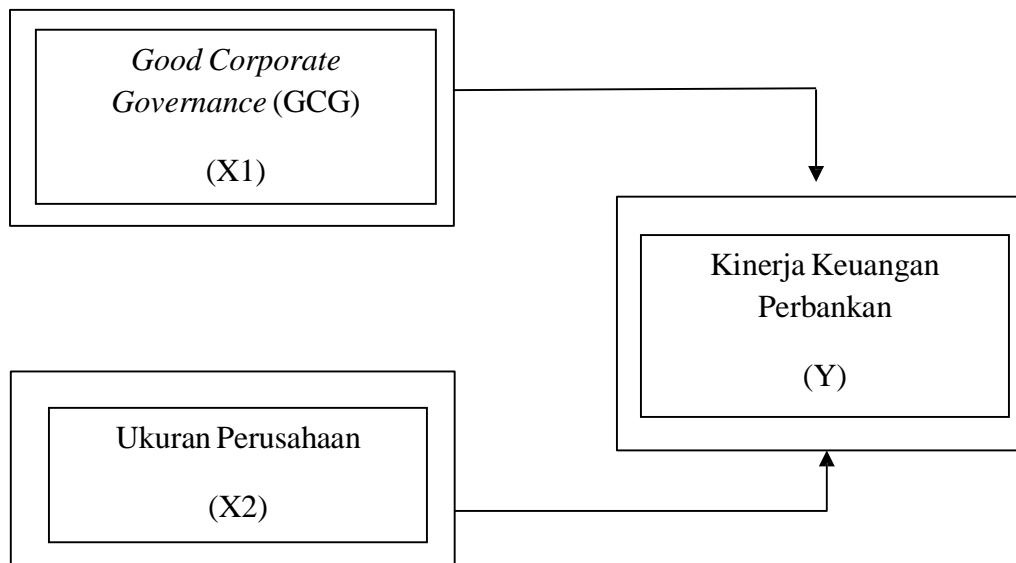 Good Corporate
Governance (GCG)
(X1)
Kinerja Keuangan
Perbankan
(Y)
Ukuran Perusahaan
(X2)